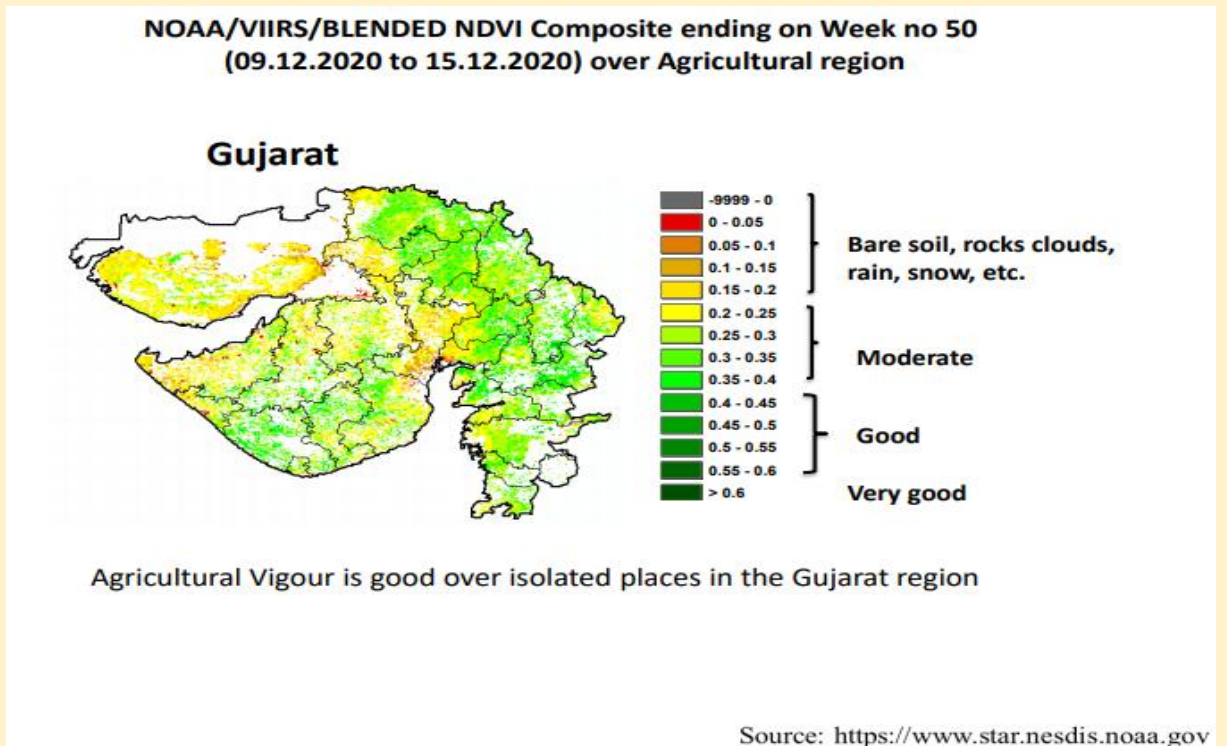 NOAA/VIIRS/BLENDED NDVI Composite ending on Week no 50
(09.12.2020 to 15.12.2020) over Agricultural region
Gujarat
-9999 - 0
0 - 0.05
0.05 - 0.1
0.1 - 0.15
0.15 - 0.2
0.2 - 0.25
0.25 - 0.3
0.3 - 0.35
0.35 - 0.4
0.4 - 0.45
0.45 - 0.5
0.5 - 0.55
0.55 - 0.6
> 0.6
Bare soil, rocks clouds,
rain, snow, etc.
Moderate
Good
Very good
Agricultural Vigour is good over isolated places in the Gujarat region
Source: https://www.star.nesdis.noaa.gov